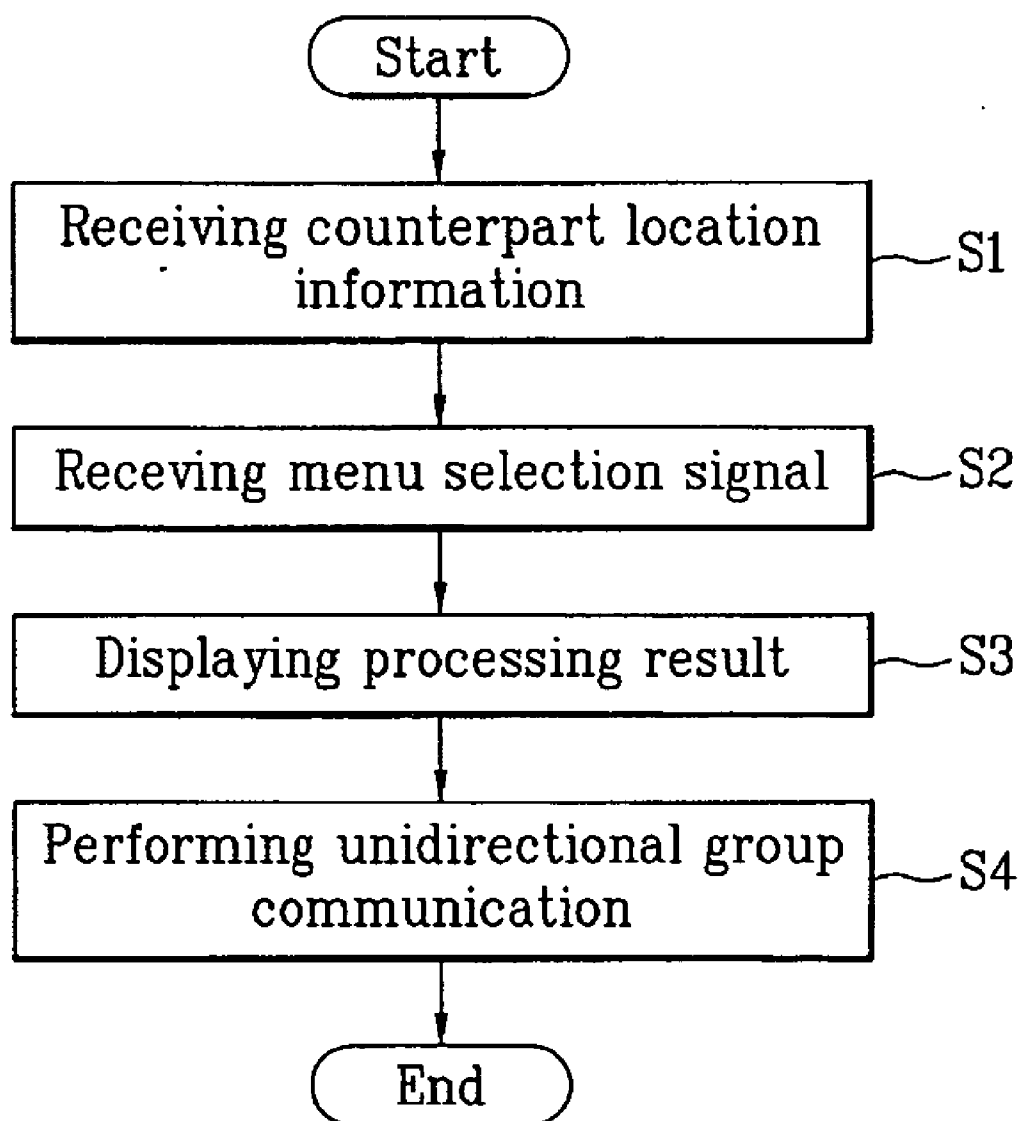 Start
Receiving counterpart location
information
S1
Receving menu selection signal
S2
Displaying processing result
S3
Performing unidirectional group
communication
S4
End